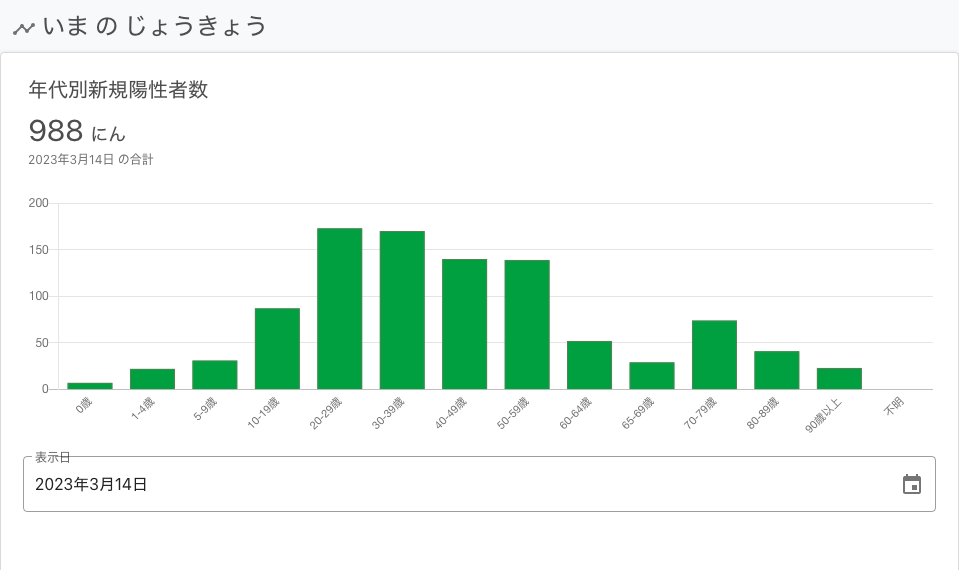 いま の じょうきょう
年代別新規陽性者数
988 にん
2023年3月14日 の合計
200
150
100
50
0
0歳
1-4歳
5-9歳
10-19歳
20-29歳
30-39歳
40-49歳
50-59歳
60-64歳
65-69歳
70-79歳
80-89歳
90歳以上
不明
表示日
2023年3月14日